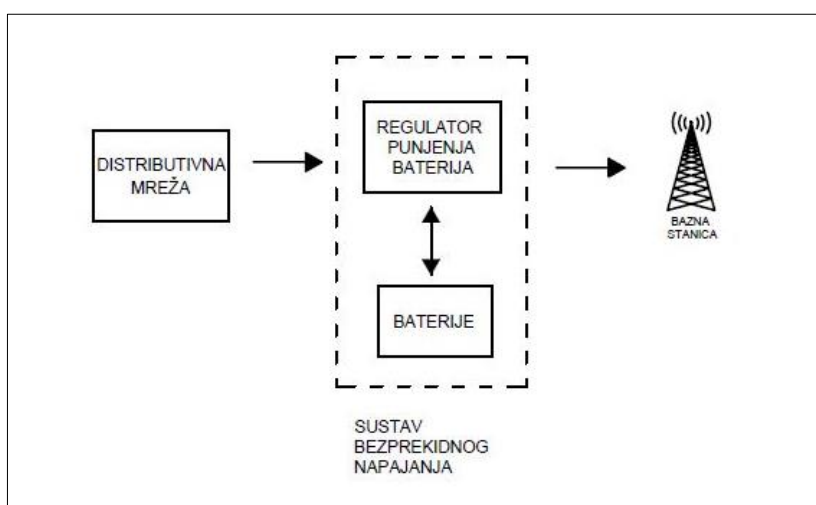 DISTRIBUTIVNA
MREŽA
REGULATOR
PUNJENJA
BATERIJA
BATERIJE
BAZNA
STANICA
SUSTAV
BEZPREKIDNOG
NAPAJANJA